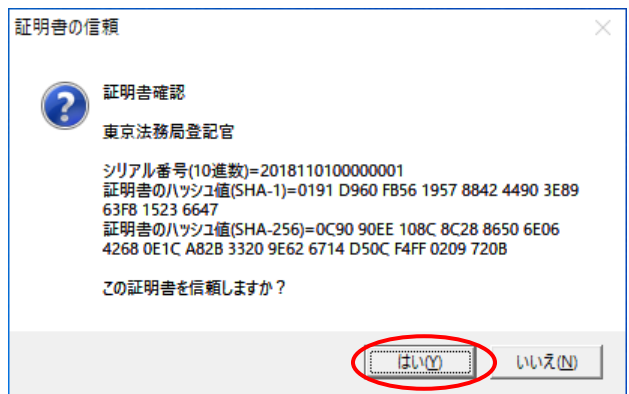 証明書の信頼
証明書確認
東京法務局登記官
シリアル番号(10進数)=2018110100000001
証明書のハッシュ値(SHA-1)=0191 D960 FB56 1957 8842 4490 3E89
63F8 1523 6647
証明書のハッシュ値(SHA-256)=0C90 90EE 108C 8C28 8650 6E06
4268 0E1C A82B 3320 9E62 6714 D50C F4FF 0209 720B
この証明書を信頼しますか？
はい(Y) いいえ(N)